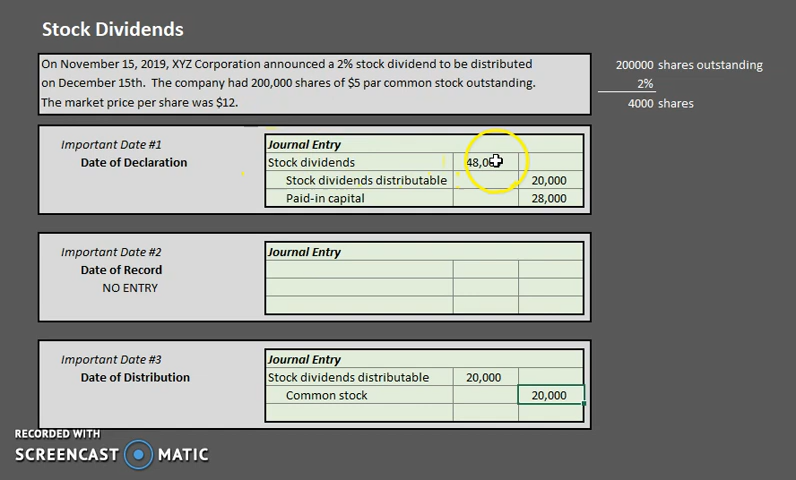 Stock Dividends
On November 15, 2019, XYZ Corporation announced a 2% stock dividend to be distributed
on December 15th. The company had 200,000 shares of $5 par common stock outstanding.
The market price per share was $12.
200000 shares outstanding
2%
4000 shares
Important Date #1
Date of Declaration
Journal Entry
Stock dividends
Stock dividends distributable 20,000
Paid-in capital 28,000
Important Date #2
Date of Record
NO ENTRY
Journal Entry
Important Date #3
Date of Distribution
Journal Entry
Stock dividends distributable 20,000
Common stock 20,000
RECORDED WITH
SCREENCAST MATIC